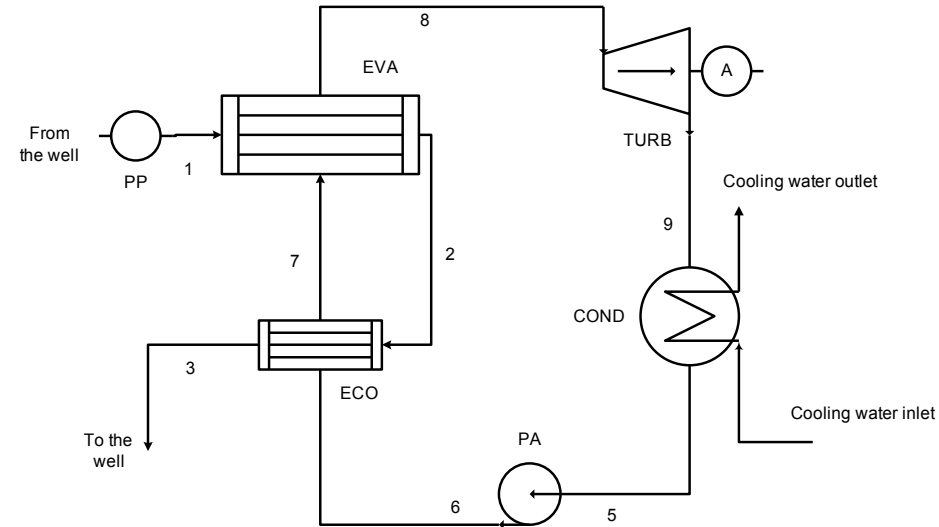 8
EVA
A
From
the well
TURB
1
PP
Cooling water outlet
9
7
2
COND
3
ECO
Cooling water inlet
To the
well
PA
6
5